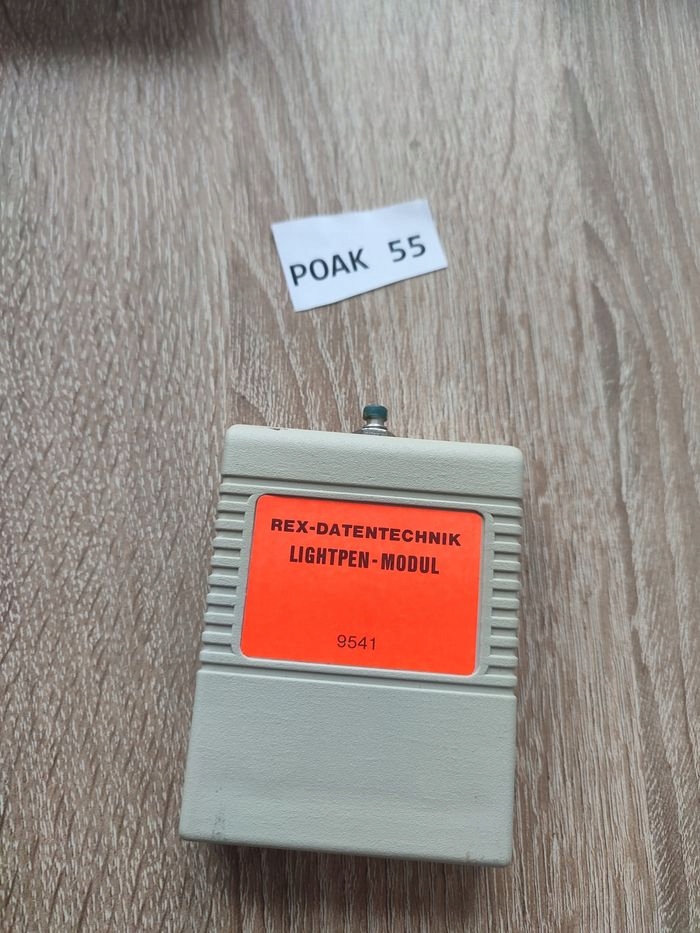 POAK 55
REX-DATENTECHNIK
LIGHTPEN-MODUL
9541